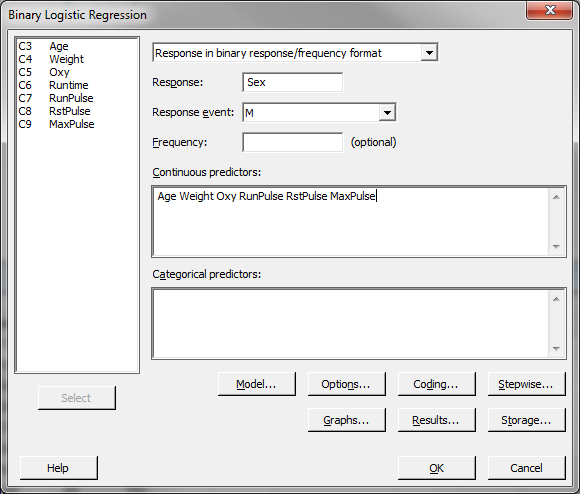 Binary Logistic Regression
C3 Age
C4 Weight
C5 Oxy
C6 Runtime
C7 RunPulse
C8 RstPulse
C9 MaxPulse
Response in binary response/frequency format
Response: Sex
Response event: M
Frequency: (optional)
Continuous predictors:
Age Weight Oxy RunPulse RstPulse MaxPulse
Categorical predictors:
Model... Options... Coding... Stepwise...
Select
Graphs... Results... Storage...
Help OK Cancel